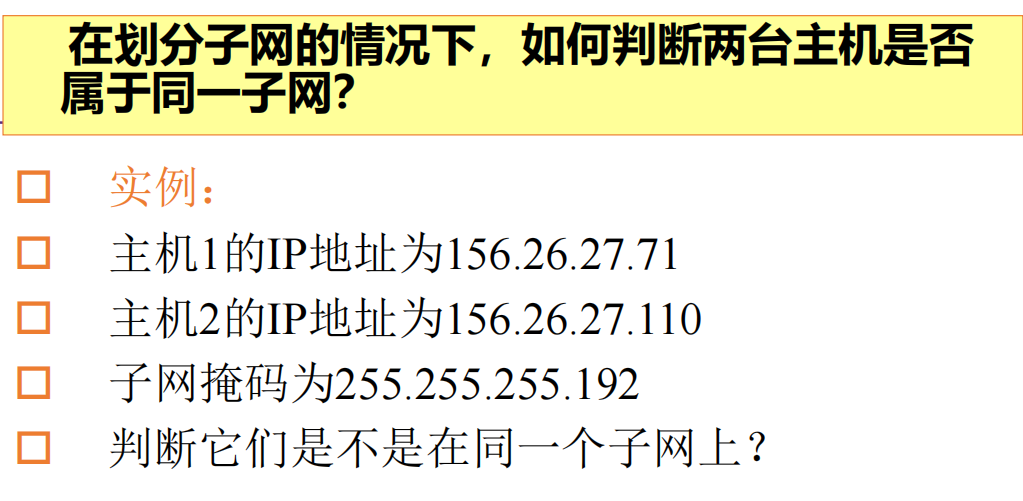 在划分子网的情况下，如何判断两台主机是否
属于同一子网？
实例：
主机1的IP地址为156.26.27.71
主机2的IP地址为156.26.27.110
子网掩码为255.255.255.192
判断它们是不是在同一个子网上？